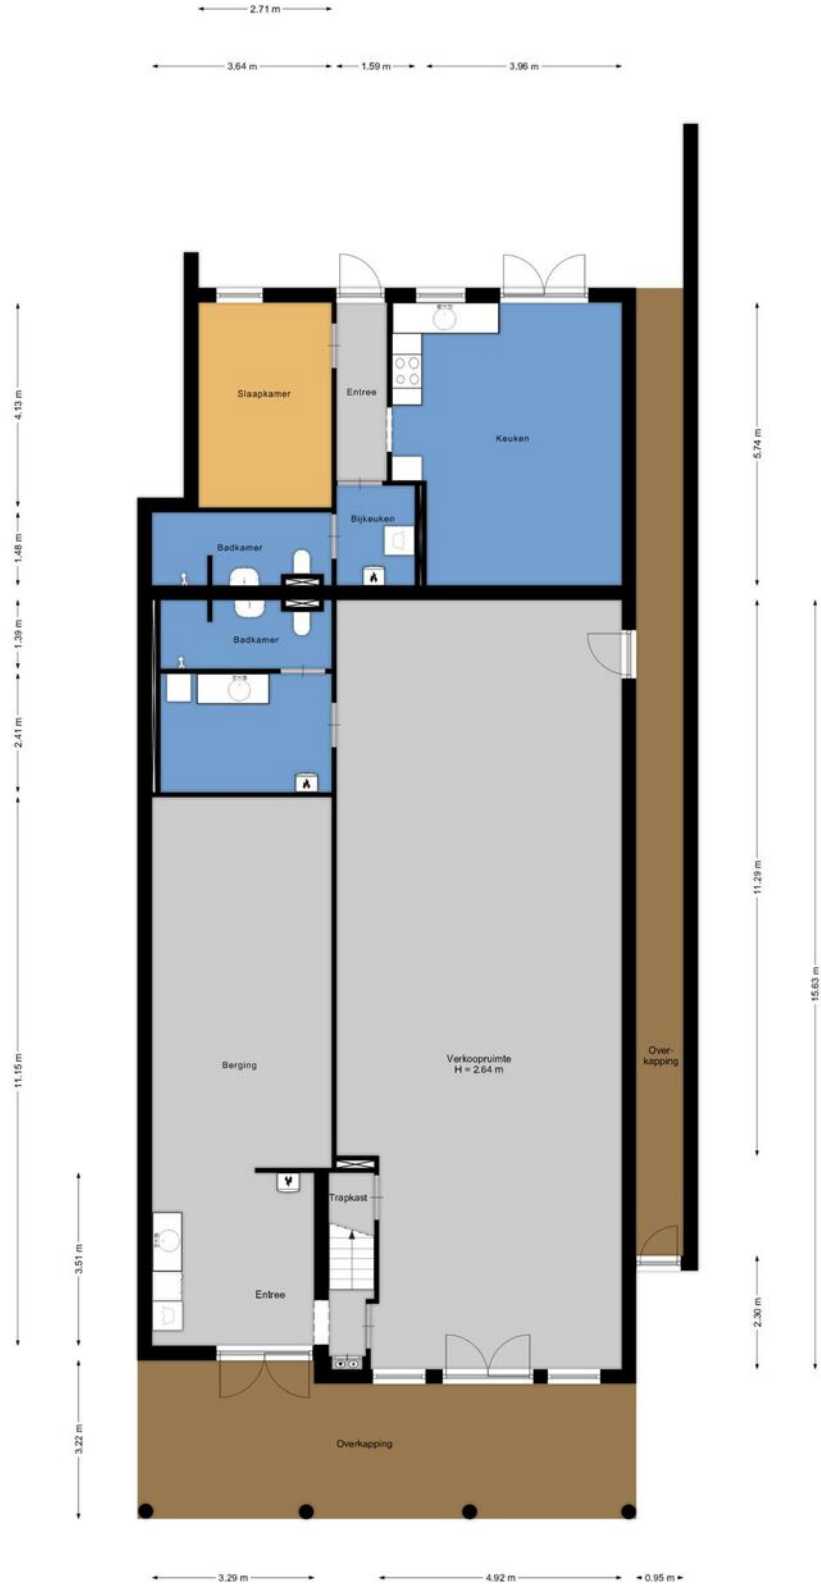 2.71 m
3.64 m
1.59 m
3.96 m
4.13 m
Slaapkamer
Entree
Keuken
5.74 m
1.48 m
Badkamer
Bijkeuken
1.39 m
Badkamer
2.41 m
11.29 m
15.63 m
11.15 m
Berging
Verkoopruimte
H = 2.64 m
Over-
kapping
Trapkast
3.51 m
Entree
2.30 m
3.22 m
Overkapping
3.29 m
4.92 m
0.95 m